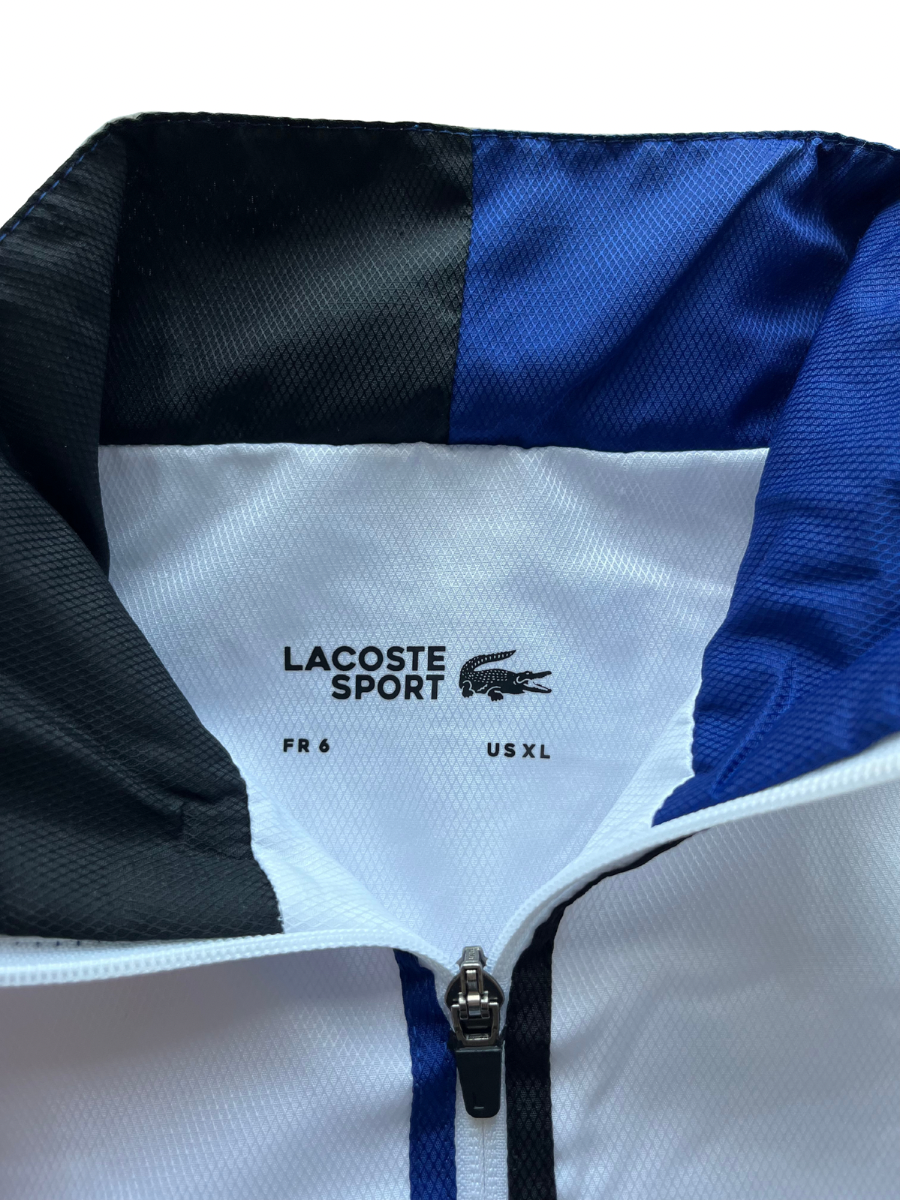 LACOSTE
SPORT
FR 6 US XL